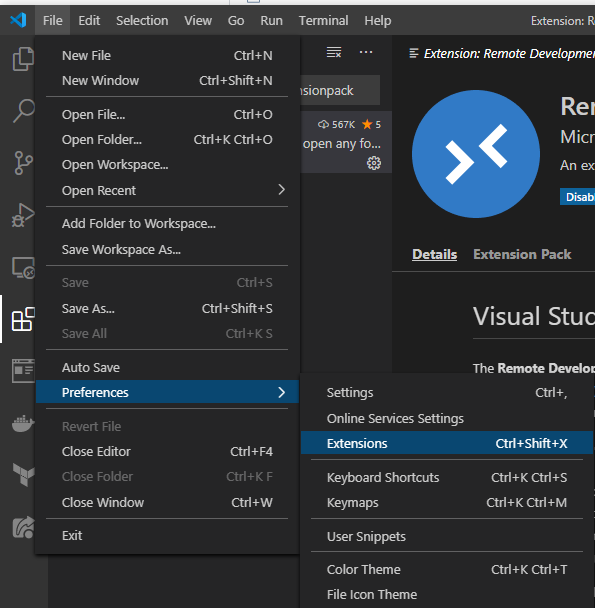 File Edit Selection View Go Run Terminal Help Extension: R
New File Ctrl+N
New Window Ctrl+Shift+N
Open File... Ctrl+O
Open Folder... Ctrl+K Ctrl+O
Open Workspace...
Open Recent
Add Folder to Workspace...
Save Workspace As...
Save Ctrl+S
Save As... Ctrl+Shift+S
Save All Ctrl+K S
Auto Save
Preferences
Revert File
Close Editor Ctrl+F4
Close Folder Ctrl+K F
Close Window Ctrl+W
Exit
Settings Ctrl+,
Online Services Settings
Extensions Ctrl+Shift+X
Keyboard Shortcuts Ctrl+K Ctrl+S
Keymaps Ctrl+K Ctrl+M
User Snippets
Color Theme Ctrl+K Ctrl+T
File Icon Theme
nsionpack
567K 5
open any fo...
Extension: Remote Developmen
Rem
Micr
An ex
Disabl
Details Extension Pack
Visual Stud
The Remote Develop